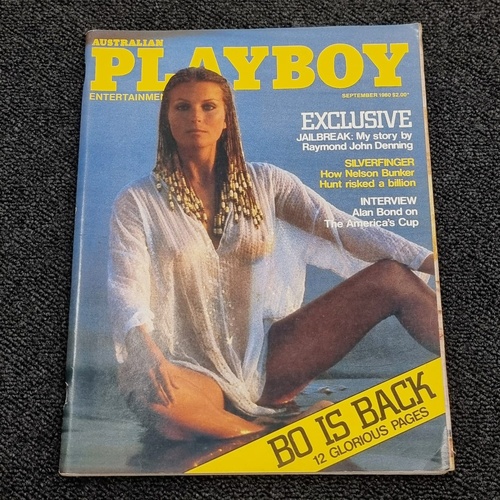 AUSTRALIAN
PLAYBOY
ENTERTAINMEN
SEPTEMBER 1980 $2.00*
EXCLUSIVE
JAILBREAK: My story by
Raymond John Denning
SILVERFINGER
How Nelson Bunker
Hunt risked a billion
INTERVIEW
Alan Bond on
The America's Cup
BO IS BACK
12 GLORIOUS PAGES